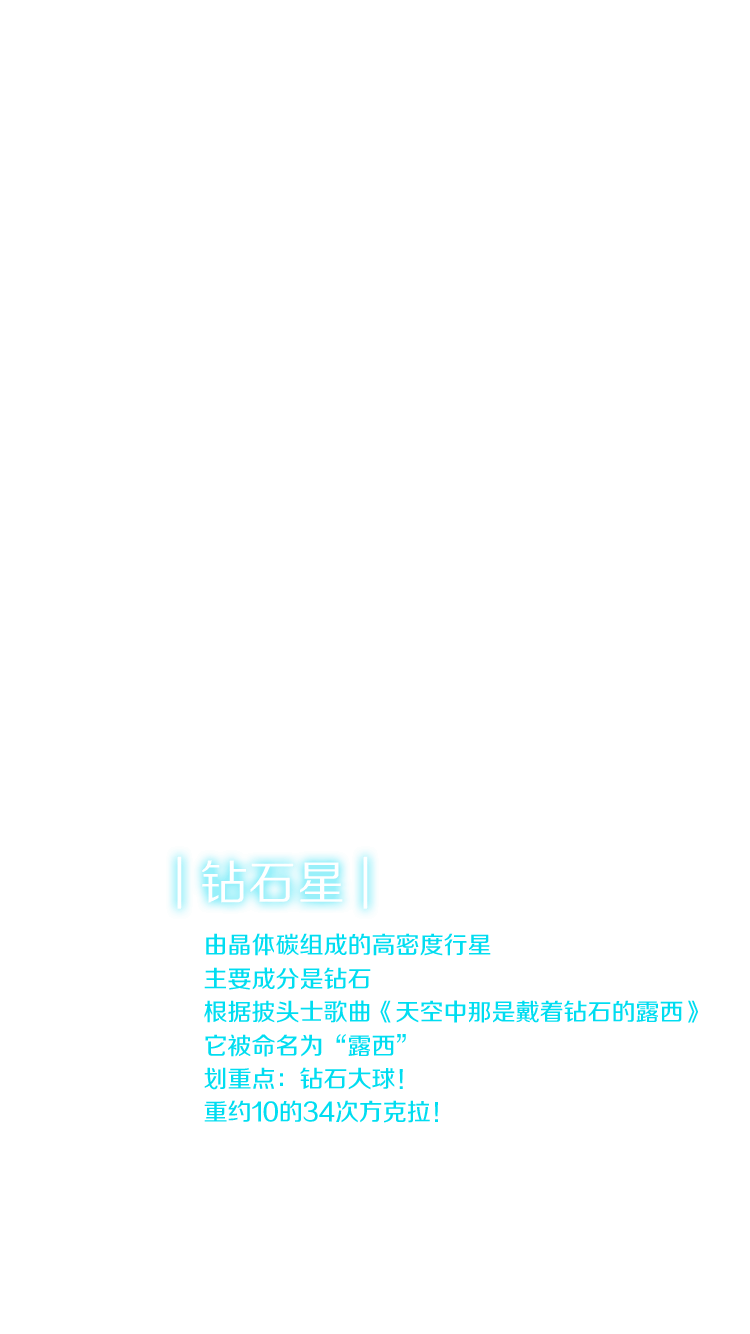 | 钻石星 |
由晶体碳组成的高密度行星
主要成分是钻石
根据披头士歌曲《天空中那是戴着钻石的露西》
它被命名为“露西”
划重点：钻石大球！
重约10的34次方克拉！